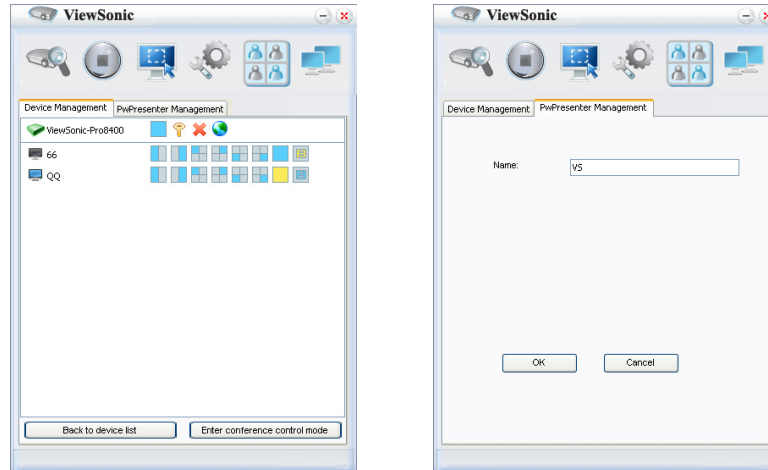 ViewSonic
Device Management PwPresenter Management
ViewSonic-Pro8400
66
QQ
Back to device list Enter conference control mode
ViewSonic
Device Management PwPresenter Management
Name: VS
OK Cancel